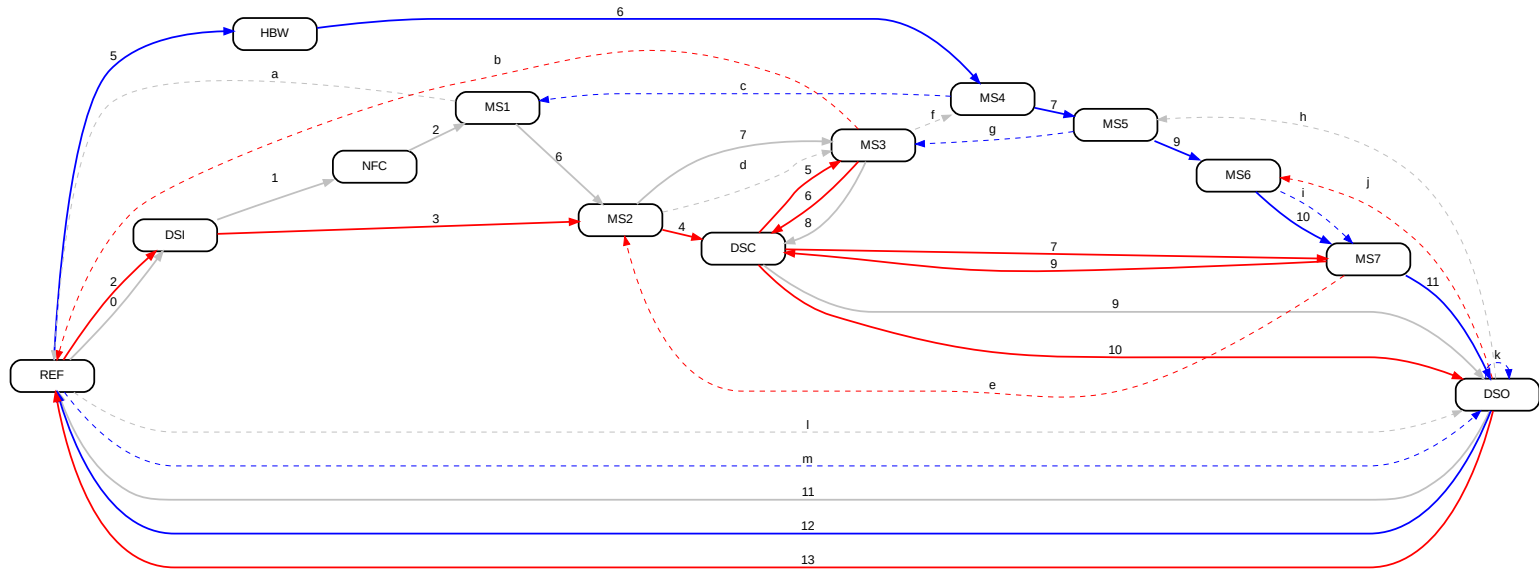 6
HBW
5
b
a
c
MS4
MS1
7
MS5
f
h
g
2
7
MS3
9
6
NFC
d
MS6
1
5
j
6
i
3
MS2
8
10
DSI
4
DSC
7
MS7
9
2
0
9
11
10
k
REF
e
DSO
l
m
11
12
13